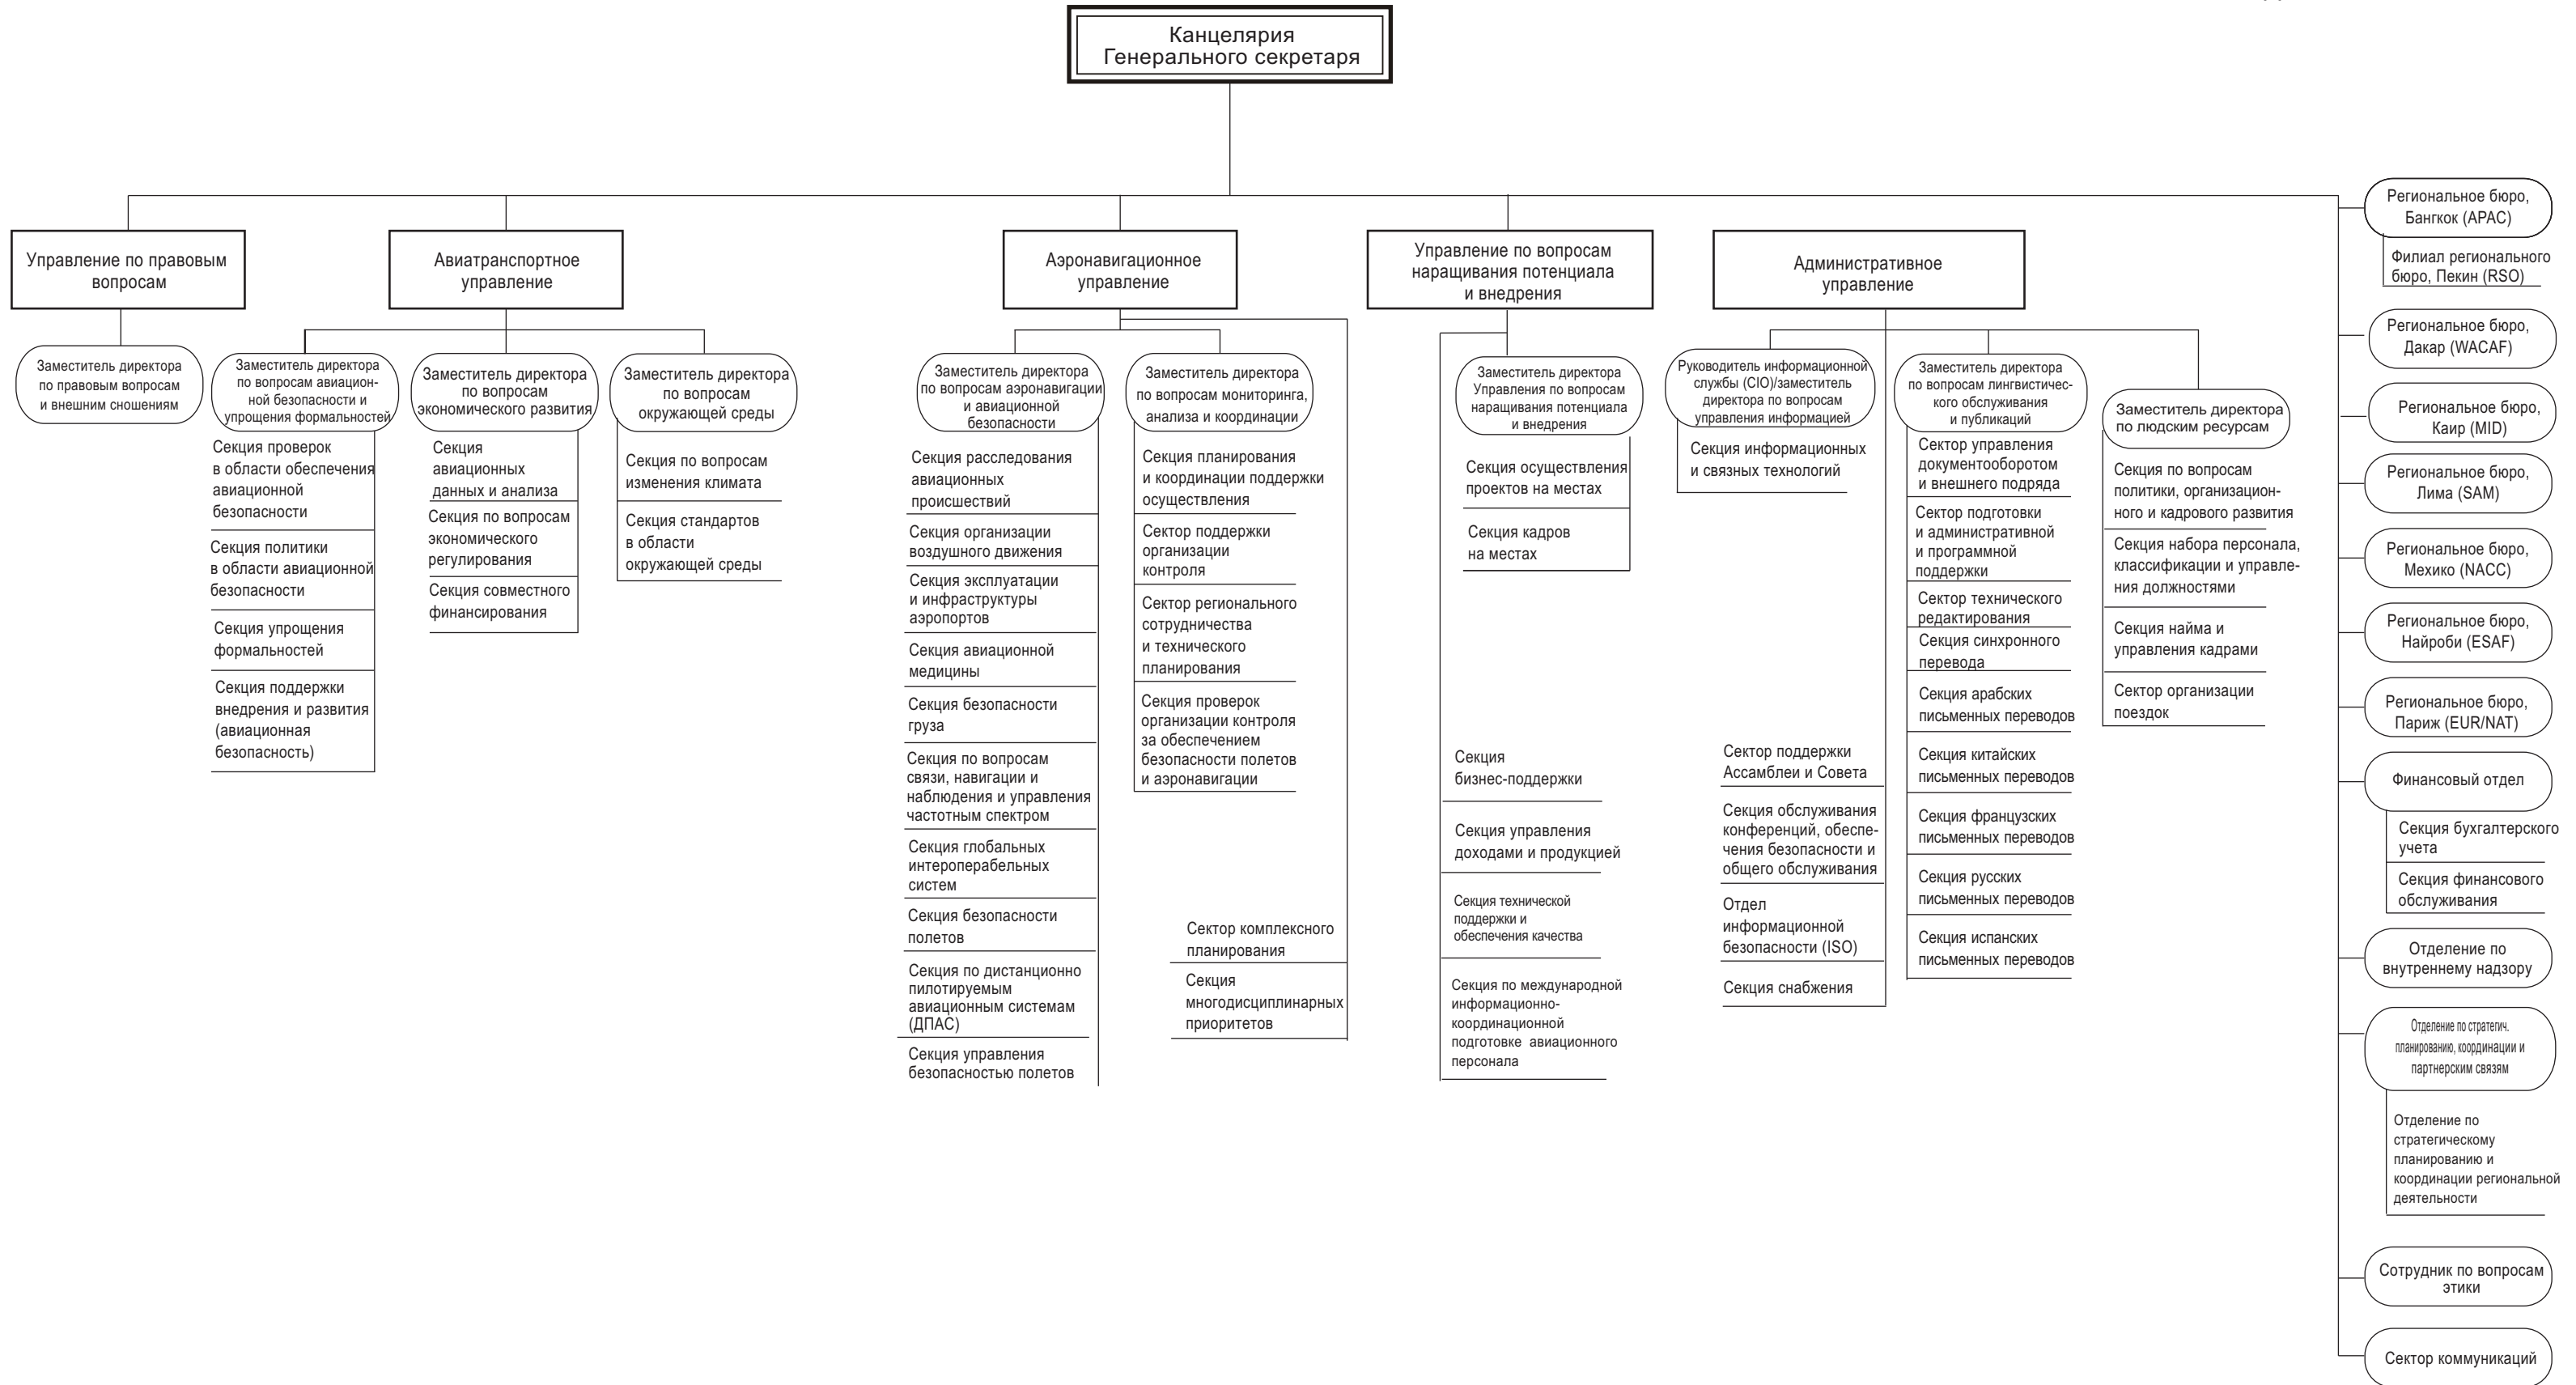 Канцелярия
Генерального секретаря
Управление по правовым
вопросам
Заместитель директора
по правовым вопросам
и внешним сношениям
Авиатранспортное
управление
Заместитель директора
по вопросам авиацион-
ной безопасности и
упрощения формальностей
Секция проверок
в области обеспечения
авиационной
безопасности
Секция политики
в области авиационной
безопасности
Секция упрощения
формальностей
Секция поддержки
внедрения и развития
(авиационная
безопасность)
Заместитель директора
по вопросам
экономического развития
Секция
авиационных
данных и анализа
Секция по вопросам
экономического
регулирования
Секция совместного
финансирования
Заместитель директора
по вопросам
окружающей среды
Секция по вопросам
изменения климата
Секция стандартов
в области
окружающей среды
Аэронавигационное
управление
Заместитель директора
по вопросам аэронавигации
и авиационной
безопасности
Секция расследования
авиационных
происшествий
Секция организации
воздушного движения
Секция эксплуатации
и инфраструктуры
аэропортов
Секция авиационной
медицины
Секция безопасности
груза
Секция по вопросам
связи, навигации и
наблюдения и управления
частотным спектром
Секция глобальных
интероперабельных
систем
Секция безопасности
полетов
Секция по дистанционно
пилотируемым
авиационным системам
(ДПАС)
Секция управления
безопасностью полетов
Заместитель директора
по вопросам мониторинга,
анализа и координации
Секция планирования
и координации поддержки
осуществления
Сектор поддержки
организации
контроля
Сектор регионального
сотрудничества
и технического
планирования
Секция проверок
организации контроля
за обеспечением
безопасности полетов
и аэронавигации
Сектор комплексного
планирования
Секция
многодисциплинарных
приоритетов
Управление по вопросам
наращивания потенциала
и внедрения
Заместитель директора
Управления по вопросам
наращивания потенциала
и внедрения
Секция осуществления
проектов на местах
Секция кадров
на местах
Секция
бизнес-поддержки
Секция управления
доходами и продукцией
Секция технической
поддержки и
обеспечения качества
Секция по международной
информационно-
координационной
подготовке авиационного
персонала
Административное
управление
Руководитель информационной
службы (CIO)/заместитель
директора по вопросам
управления информацией
Секция информационных
и связных технологий
Сектор поддержки
Ассамблеи и Совета
Секция обслуживания
конференций, обеспе-
чения безопасности и
общего обслуживания
Отдел
информационной
безопасности (ISO)
Секция снабжения
Заместитель директора
по вопросам лингвистичес-
кого обслуживания
и публикаций
Сектор управления
документооборотом
и внешнего подряда
Сектор подготовки
и административной
и программной
поддержки
Сектор технического
редактирования
Секция синхронного
перевода
Секция арабских
письменных переводов
Секция китайских
письменных переводов
Секция французских
письменных переводов
Секция русских
письменных переводов
Секция испанских
письменных переводов
Заместитель директора
по людским ресурсам
Секция по вопросам
политики, организацион-
ного и кадрового развития
Секция набора персонала,
классификации и управле-
ния должностями
Секция найма и
управления кадрами
Сектор организации
поездок
Региональное бюро,
Бангкок (APAC)
Филиал регионального
бюро, Пекин (RSO)
Региональное бюро,
Дакар (WACAF)
Региональное бюро,
Каир (MID)
Региональное бюро,
Лима (SAM)
Региональное бюро,
Мехико (NACC)
Региональное бюро,
Найроби (ESAF)
Региональное бюро,
Париж (EUR/NAT)
Финансовый отдел
Секция бухгалтерского
учета
Секция финансового
обслуживания
Отделение по
внутреннему надзору
Отделение по стратегич.
планированию, координации и
партнерским связям
Отделение по
стратегическому
планированию и
координации региональной
деятельности
Сотрудник по вопросам
этики
Сектор коммуникаций